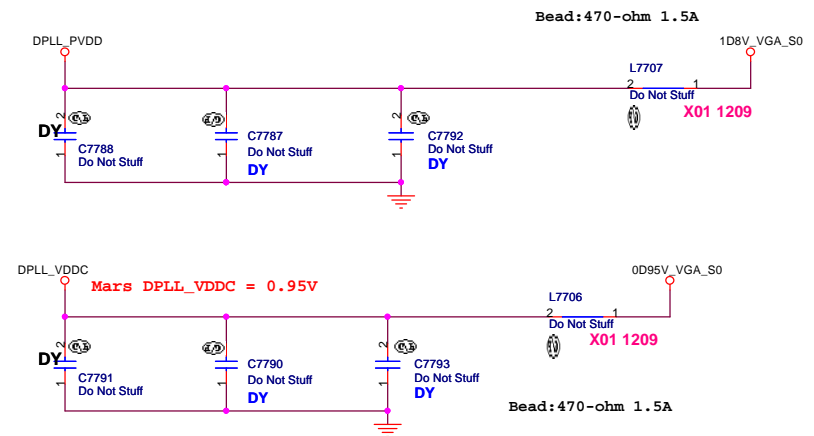 Bead:470-ohm 1.5A
DPLL_PVDD
1D8V_VGA_S0
L7707
2
1
Do Not Stuff
X01 1209
2
DY
1
C7788
Do Not Stuff
2
1
C7787
Do Not Stuff
DY
2
1
C7792
Do Not Stuff
DY
DPLL_VDDC
Mars DPLL_VDDC = 0.95V
0D95V_VGA_S0
L7706
2
1
Do Not Stuff
X01 1209
2
DY
1
C7791
Do Not Stuff
2
1
C7790
Do Not Stuff
DY
2
1
C7793
Do Not Stuff
DY
Bead:470-ohm 1.5A